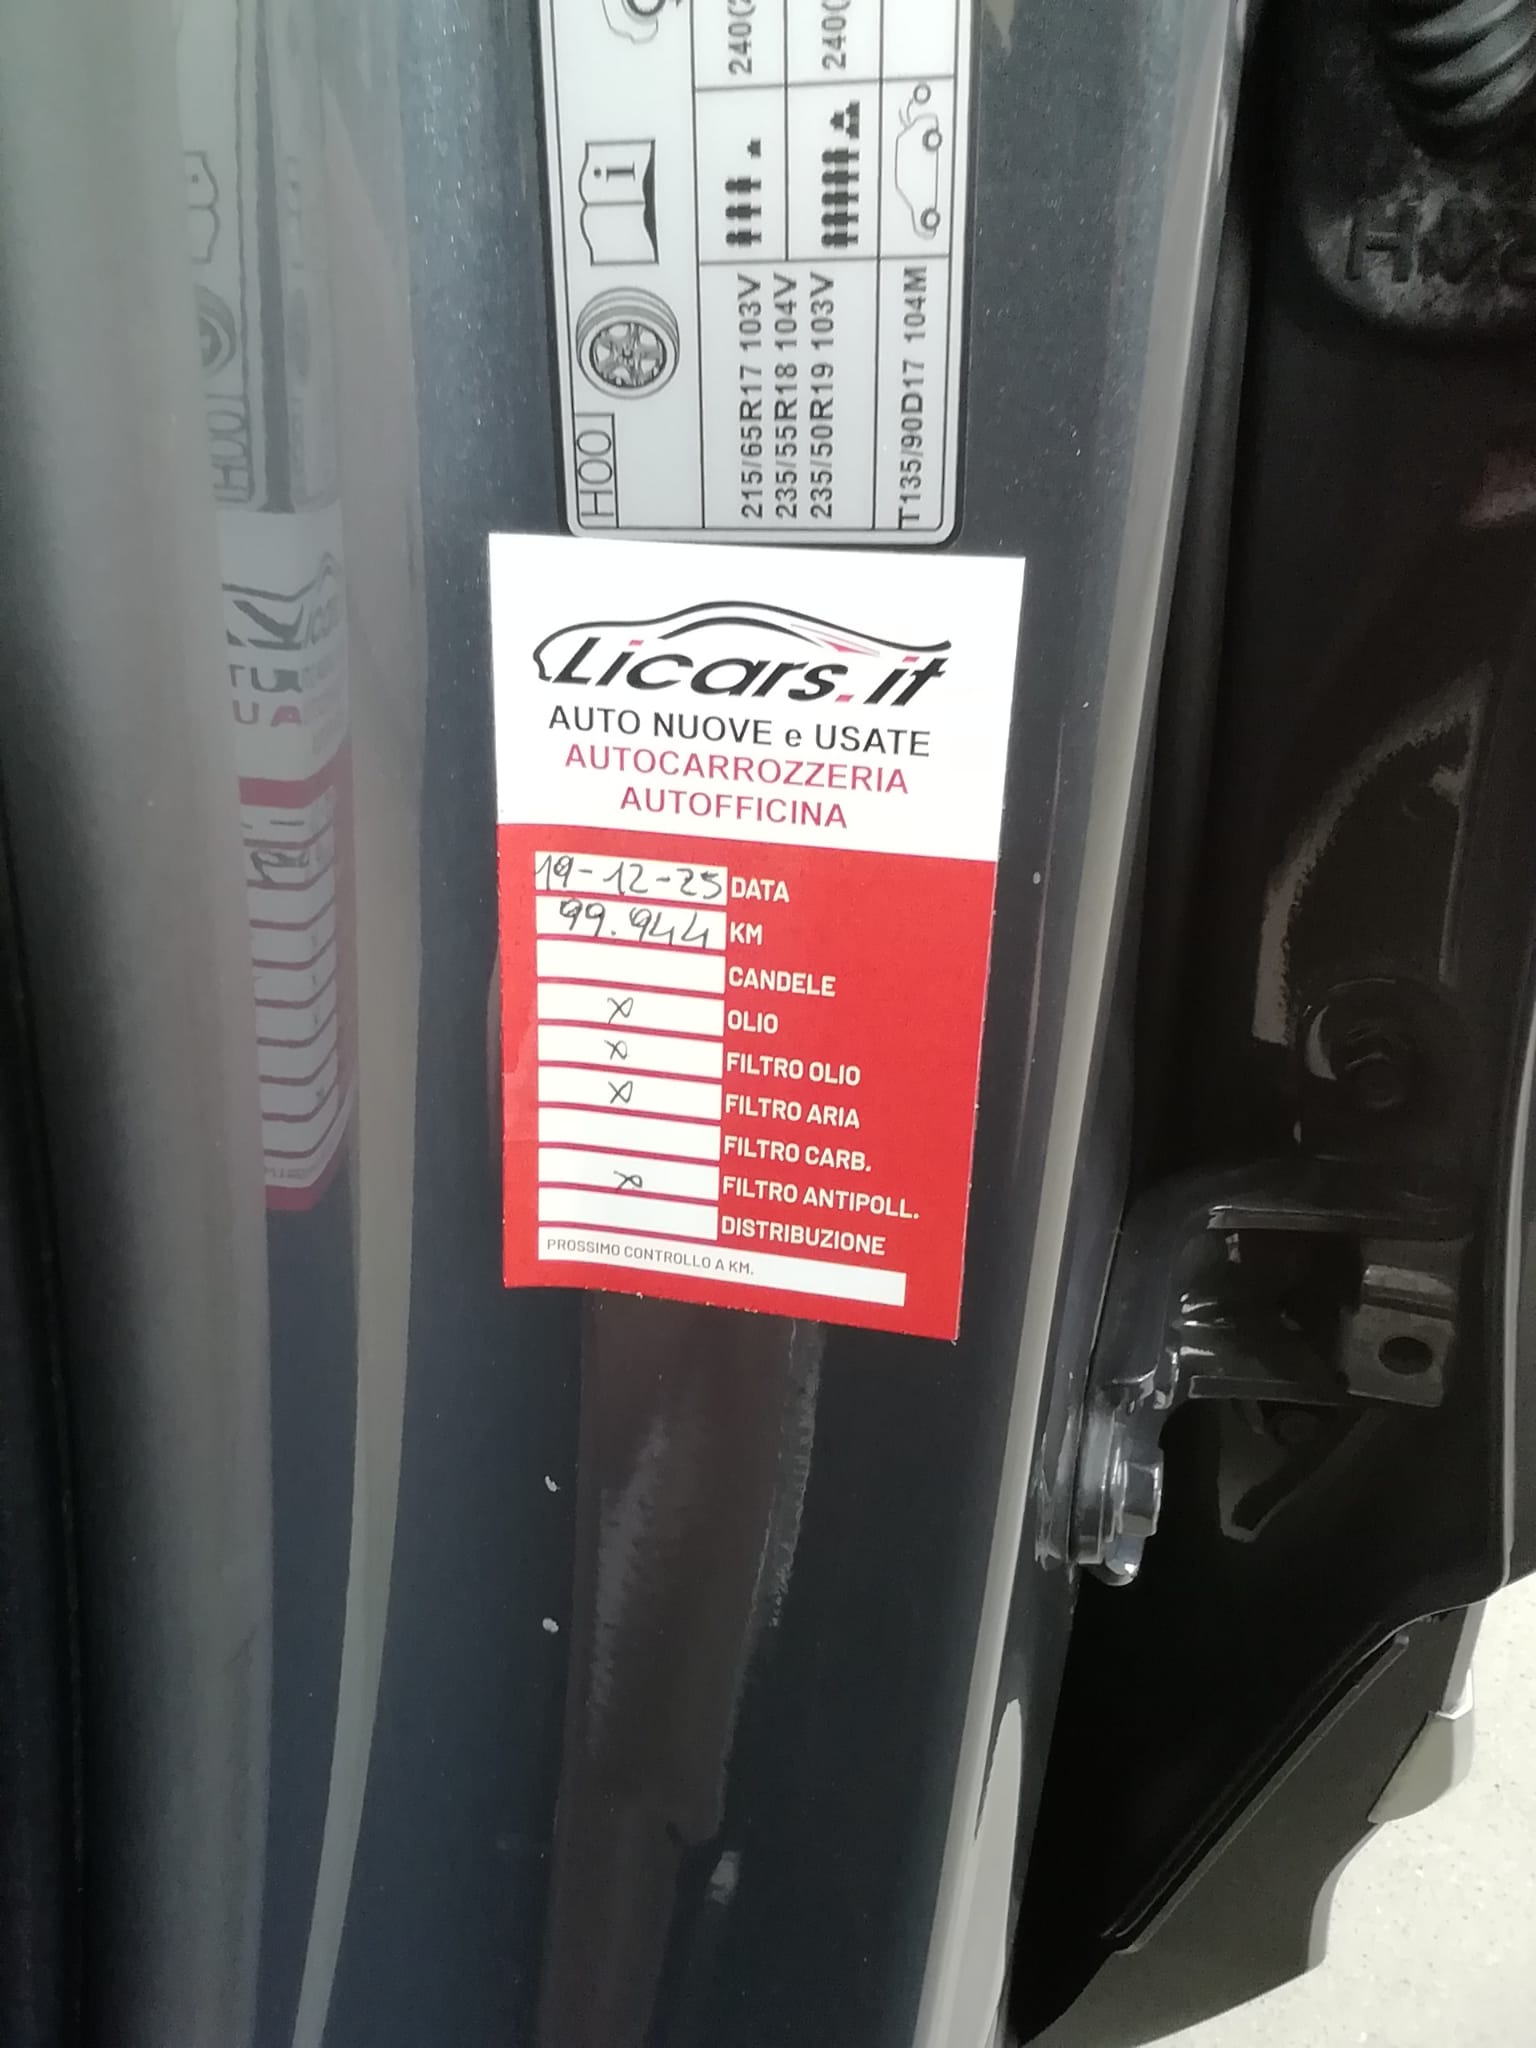 H00
i
240(
240(
215/65R17 103V
235/55R18 104V
235/50R19 103V
T135/90D17 104M
Licars.it
AUTO NUOVE e USATE
AUTOCARROZZERIA
AUTOFFICINA
19-12-25 DATA
99.944 KM
CANDELE
x OLIO
x FILTRO OLIO
x FILTRO ARIA
FILTRO CARB.
x FILTRO ANTIPOLL.
DISTRIBUZIONE
PROSSIMO CONTROLLO A KM.